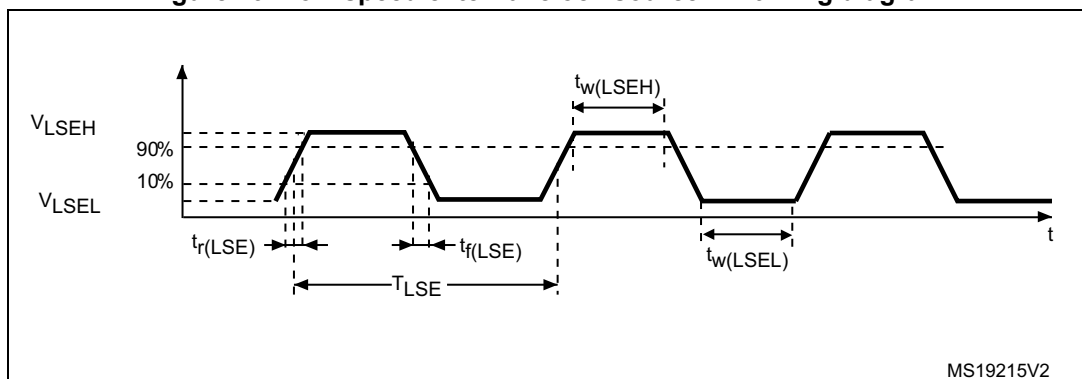 tw(LSEH)
VLSEH
90%
10%
VLSEL
tr(LSE)
tf(LSE)
t
tw(LSEL)
TLSE
MS19215V2